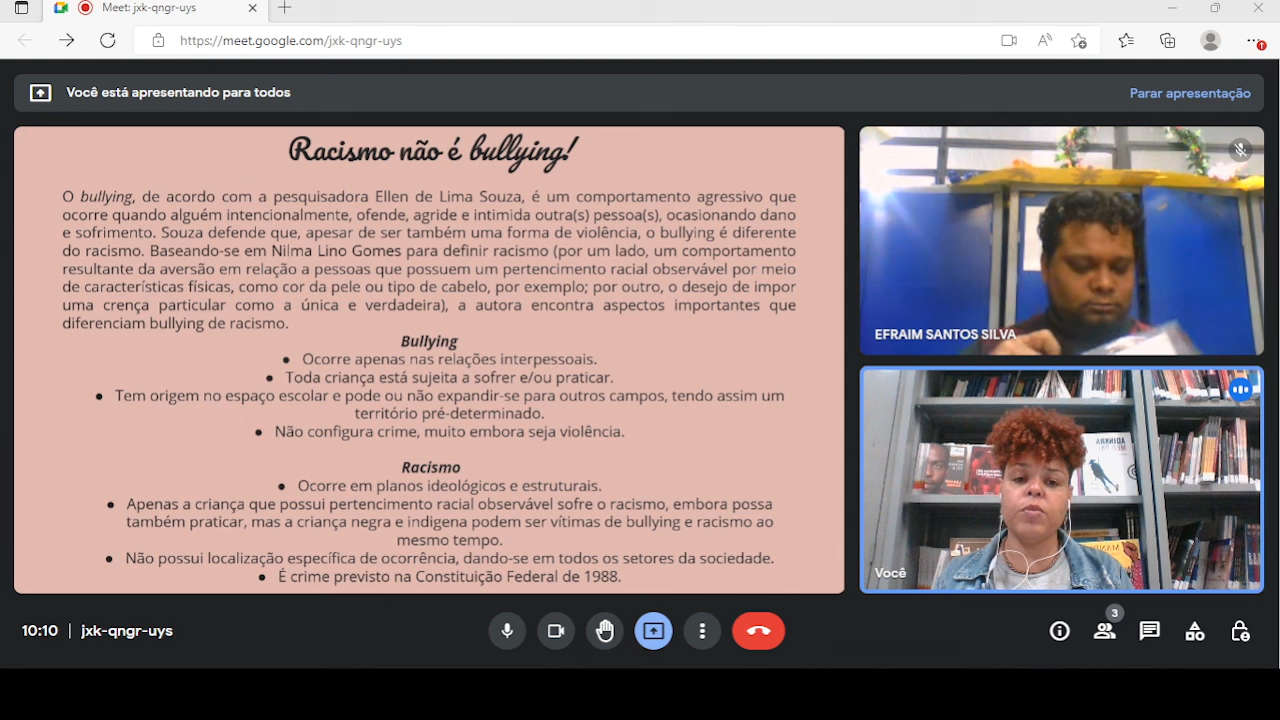 Meet: jxk-qngr-uys
https://meet.google.com/jxk-qngr-uys
Você está apresentando para todos
Parar apresentação
Racismo não é bullying!
O bullying, de acordo com a pesquisadora Ellen de Lima Souza, é um comportamento agressivo que
ocorre quando alguém intencionalmente, ofende, agride e intimida outra(s) pessoa(s), ocasionando dano
e sofrimento. Souza defende que, apesar de ser também uma forma de violência, o bullying é diferente
do racismo. Baseando-se em Nilma Lino Gomes para definir racismo (por um lado, um comportamento
resultante da aversão em relação a pessoas que possuem um pertencimento racial observável por meio
de características físicas, como cor da pele ou tipo de cabelo, por exemplo; por outro, o desejo de impor
uma crença particular como a única e verdadeira), a autora encontra aspectos importantes que
diferenciam bullying de racismo.
Bullying
• Ocorre apenas nas relações interpessoais.
• Toda criança está sujeita a sofrer e/ou praticar.
• Tem origem no espaço escolar e pode ou não expandir-se para outros campos, tendo assim um
território pré-determinado.
• Não configura crime, muito embora seja violência.
Racismo
• Ocorre em planos ideológicos e estruturais.
• Apenas a criança que possui pertencimento racial observável sofre o racismo, embora possa
também praticar, mas a criança negra e indígena podem ser vítimas de bullying e racismo ao
mesmo tempo.
• Não possui localização específica de ocorrência, dando-se em todos os setores da sociedade.
• É crime previsto na Constituição Federal de 1988.
EFRAIM SANTOS SILVA
ADINKRA
Você
10:10 | jxk-qngr-uys
3